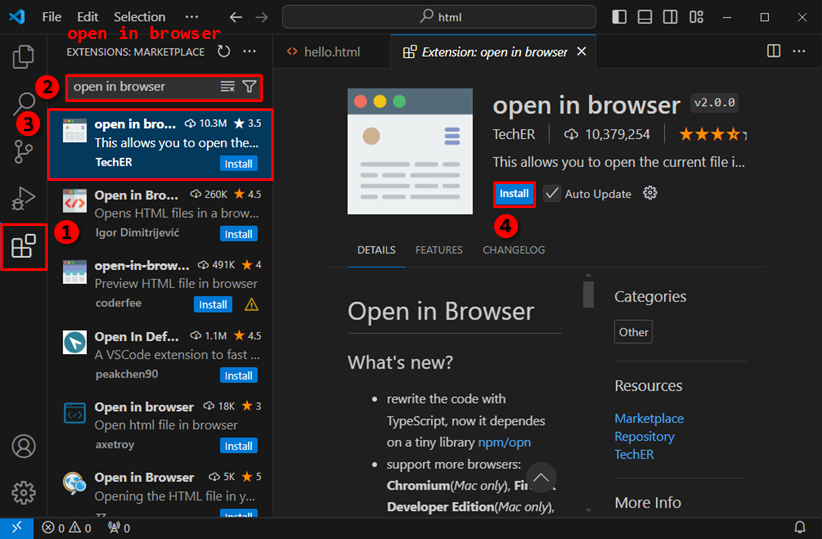 File Edit Selection ··· html
open in browser
EXTENSIONS: MARKETPLACE ···
hello.html Extension: open in browser ···
2 open in browser
3
open in bro... 10.3M 3.5
This allows you to open the...
TechER Install
Open in Bro... 260K 4.5
Opens HTML files in a brow...
Igor Dimitrijević Install
1
open-in-brow... 491K 4
Preview HTML file in browser
coderfee Install
Open In Def... 1.1M 4.5
A VSCode extension to fast ...
peakchen90 Install
Open in browser 18K 3
Open html file in browser
axetroy Install
Open in Browser 5K 5
Opening the HTML file in y...
zz Install
open in browser v2.0.0
TechER 10,379,254
This allows you to open the current file i...
Install Auto Update
4
DETAILS FEATURES CHANGELOG
Open in Browser
What's new?
• rewrite the code with
TypeScript, now it dependes
on a tiny library npm/opn
• support more browsers:
Chromium(Mac only),
Developer Edition(Mac only),
Categories
Other
Resources
Marketplace
Repository
TechER
More Info
0 0 0